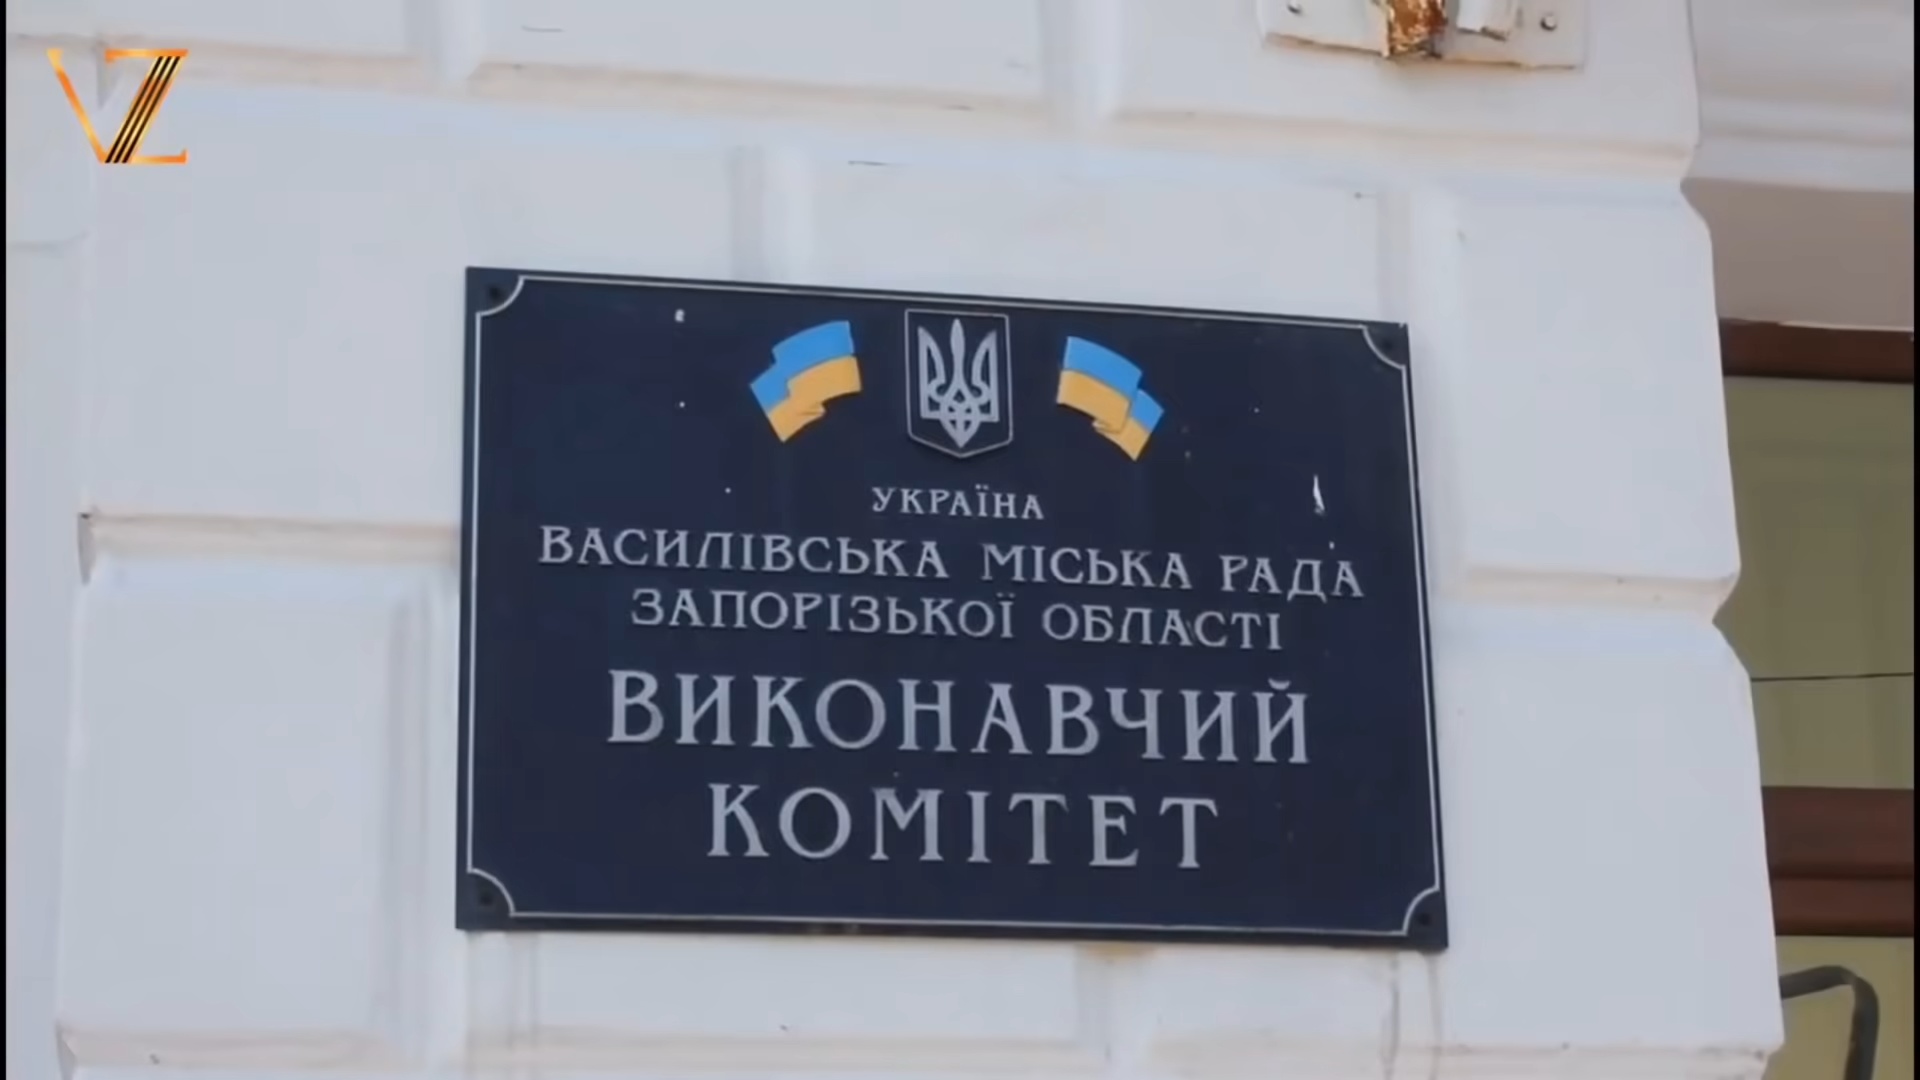 VZ
УКРАЇНА
ВАСИЛІВСЬКА МІСЬКА РАДА
ЗАПОРІЗЬКОЇ ОБЛАСТІ
ВИКОНАВЧИЙ
КОМІТЕТ